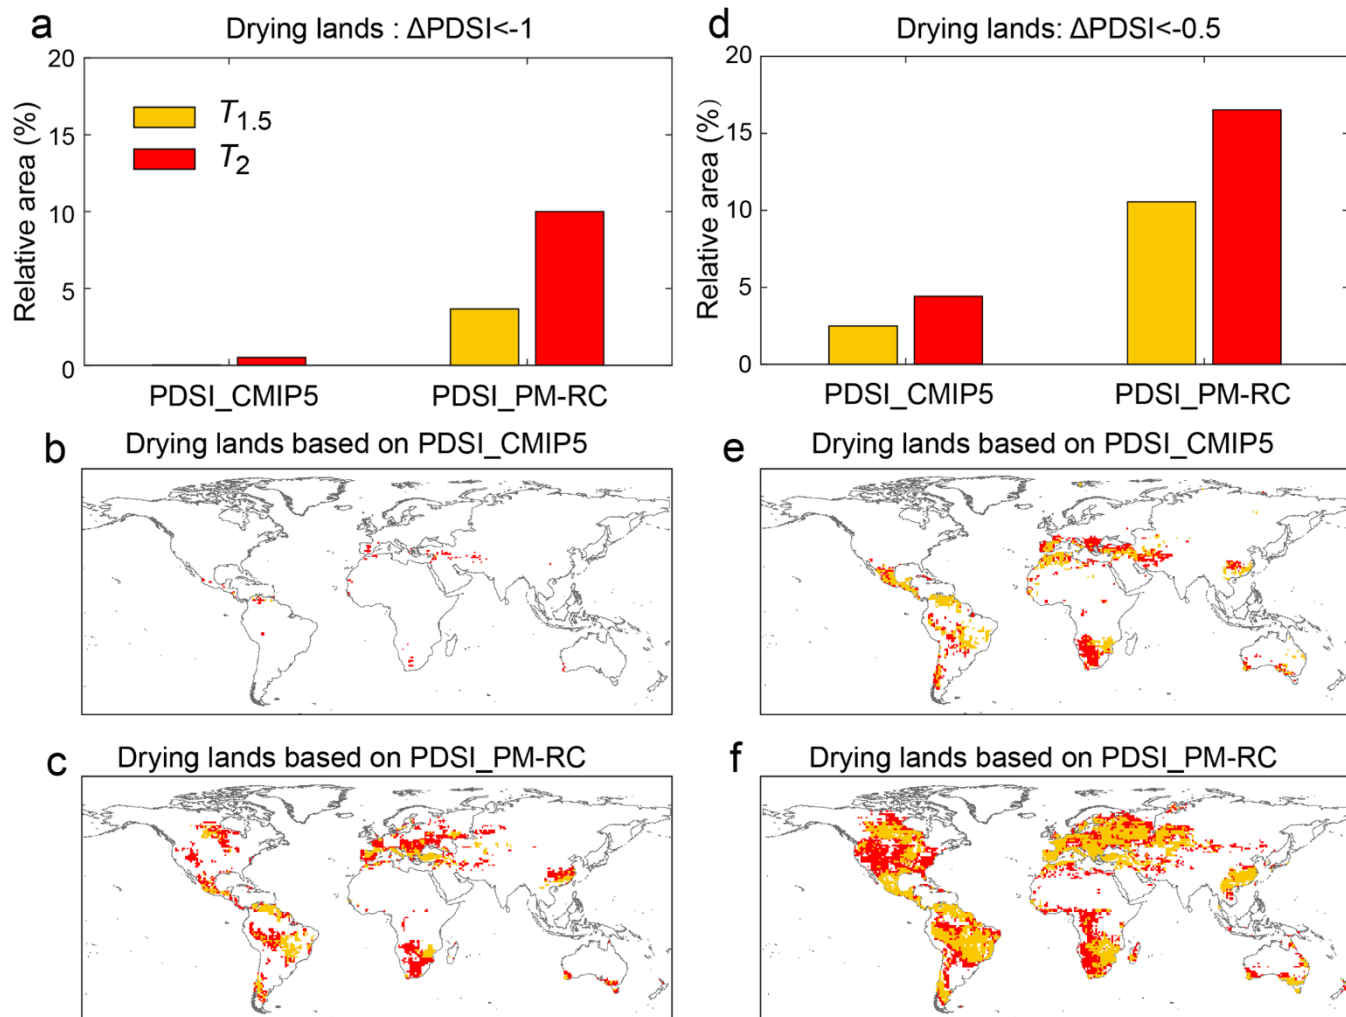 a
Drying lands : ΔPDSI<-1
20
15
10
5
0
Relative area (%)
T1.5
T2
PDSI_CMIP5
PDSI_PM-RC
b
Drying lands based on PDSI_CMIP5
c
Drying lands based on PDSI_PM-RC
d
Drying lands: ΔPDSI<-0.5
20
15
10
5
0
Relative area (%)
PDSI_CMIP5
PDSI_PM-RC
e
Drying lands based on PDSI_CMIP5
f
Drying lands based on PDSI_PM-RC